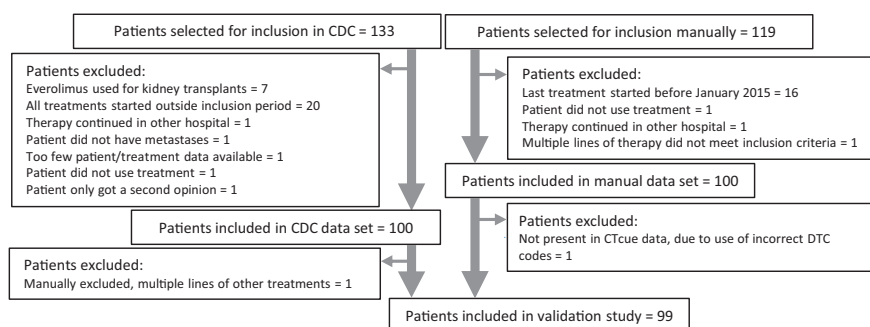 Patients selected for inclusion in CDC = 133
Patients selected for inclusion manually = 119
Patients excluded:
Everolimus used for kidney transplants = 7
All treatments started outside inclusion period = 20
Therapy continued in other hospital = 1
Patient did not have metastases = 1
Too few patient/treatment data available = 1
Patient did not use treatment = 1
Patient only got a second opinion = 1
Patients excluded:
Last treatment started before January 2015 = 16
Patient did not use treatment = 1
Therapy continued in other hospital = 1
Multiple lines of therapy did not meet inclusion criteria = 1
Patients included in manual data set = 100
Patients included in CDC data set = 100
Patients excluded:
Not present in CTcue data, due to use of incorrect DTC
codes = 1
Patients excluded:
Manually excluded, multiple lines of other treatments = 1
Patients included in validation study = 99